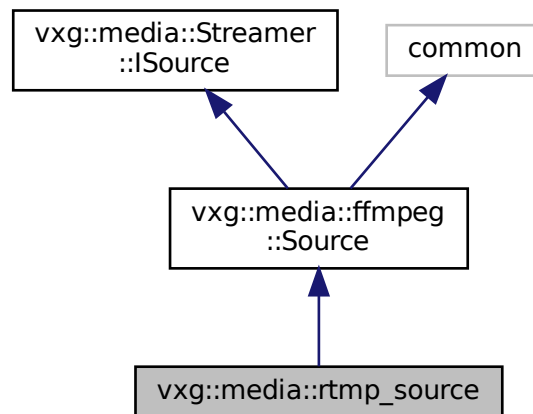 vxg::media::Streamer
::ISource
common
vxg::media::ffmpeg
::Source
vxg::media::rtmp_source